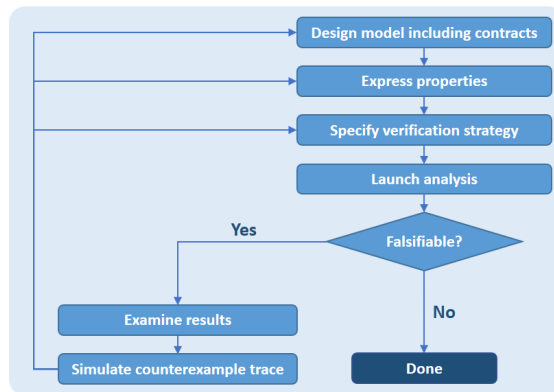 Design model including contracts
Express properties
Specify verification strategy
Launch analysis
Falsifiable?
Yes
No
Examine results
Simulate counterexample trace
Done